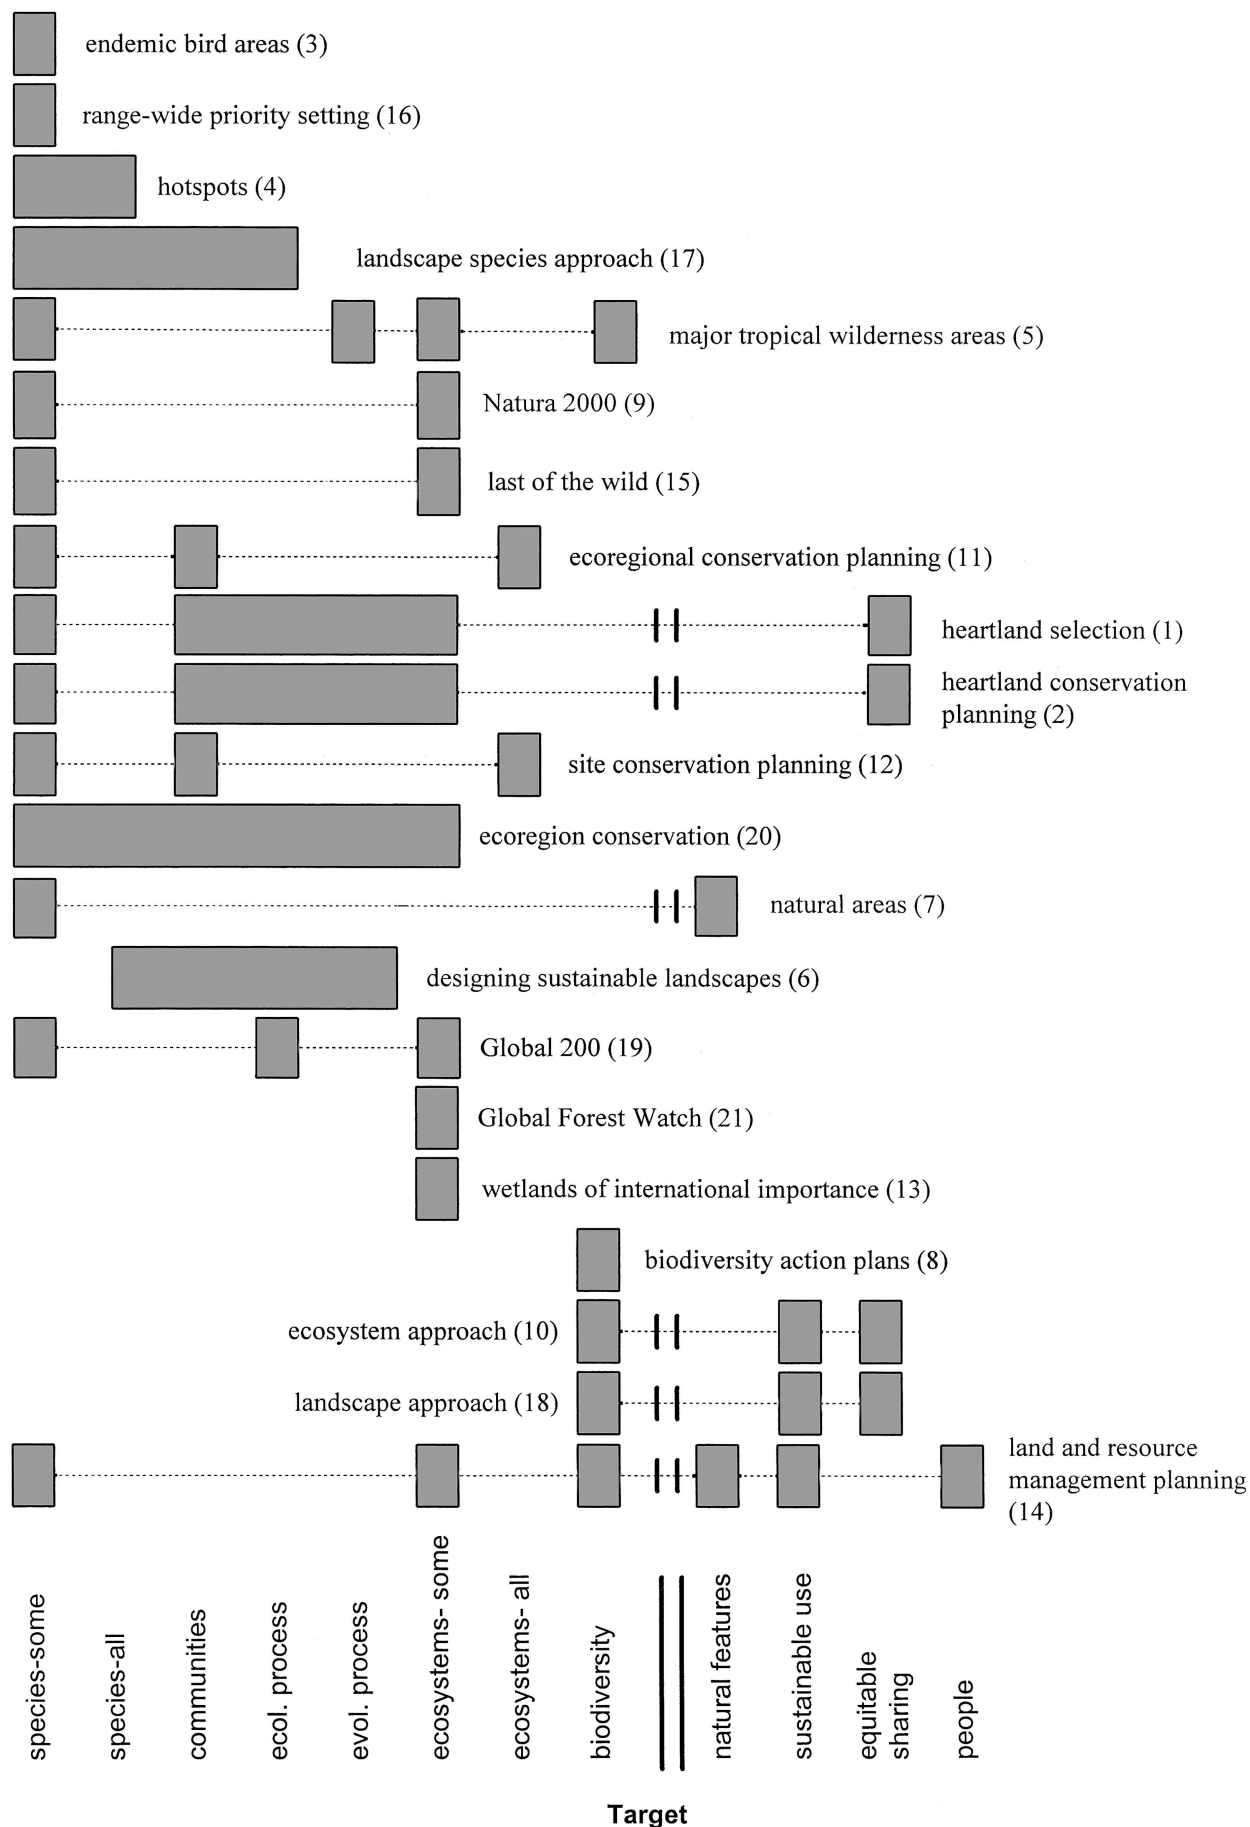 endemic bird areas (3)
range-wide priority setting (16)
hotspots (4)
landscape species approach (17)
major tropical wilderness areas (5)
Natura 2000 (9)
last of the wild (15)
ecoregional conservation planning (11)
heartland selection (1)
heartland conservation
planning (2)
site conservation planning (12)
ecoregion conservation (20)
natural areas (7)
designing sustainable landscapes (6)
Global 200 (19)
Global Forest Watch (21)
wetlands of international importance (13)
biodiversity action plans (8)
ecosystem approach (10)
landscape approach (18)
land and resource
management planning
(14)
species-some
species-all
communities
ecol. process
evol. process
ecosystems- some
ecosystems- all
biodiversity
natural features
sustainable use
equitable
sharing
people
Target